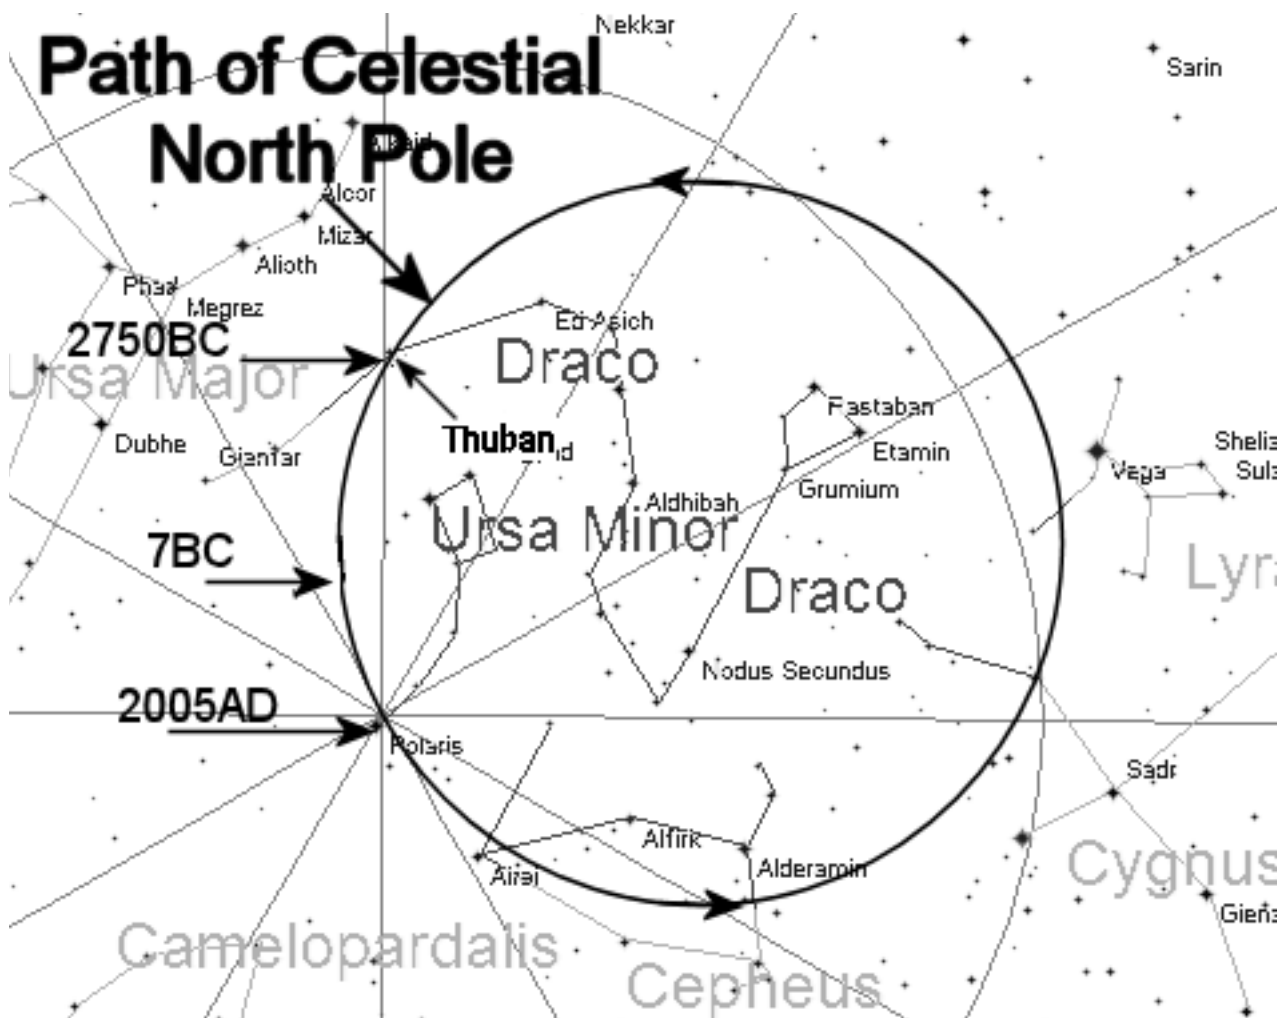 Nekkar
Path of Celestial
North Pole
Sarin
Alcor
Mizar
Alioth
Phad
Megrez
2750BC
Ursa Major
Ed Asich
Draco
Dubhe
Giansar
Thuban
Rastaban
Etamin
Vega
Grumium
Aldhibah
Ursa Minor
7BC
Draco
Lyra
Nodus Secundus
2005AD
Polaris
Sadr
Alfirk
Alderamin
Cygnus
Camelopardalis
Cepheus